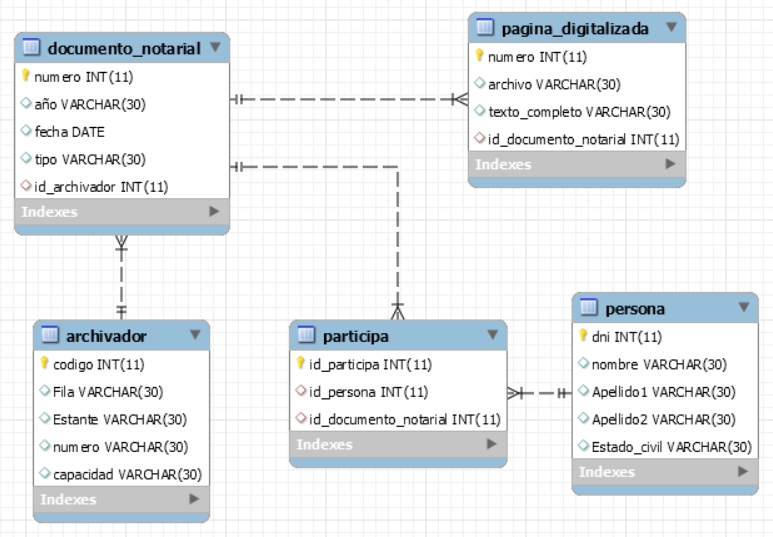 documento_notarial
numero INT(11)
año VARCHAR(30)
fecha DATE
tipo VARCHAR(30)
id_archivador INT(11)
Indexes
pagina_digitalizada
numero INT(11)
archivo VARCHAR(30)
texto_completo VARCHAR(30)
id_documento_notarial INT(11)
Indexes
archivador
codigo INT(11)
Fila VARCHAR(30)
Estante VARCHAR(30)
numero VARCHAR(30)
capacidad VARCHAR(30)
Indexes
participa
id_participa INT(11)
id_persona INT(11)
id_documento_notarial INT(11)
Indexes
persona
dni INT(11)
nombre VARCHAR(30)
Apellido1 VARCHAR(30)
Apellido2 VARCHAR(30)
Estado_civil VARCHAR(30)
Indexes